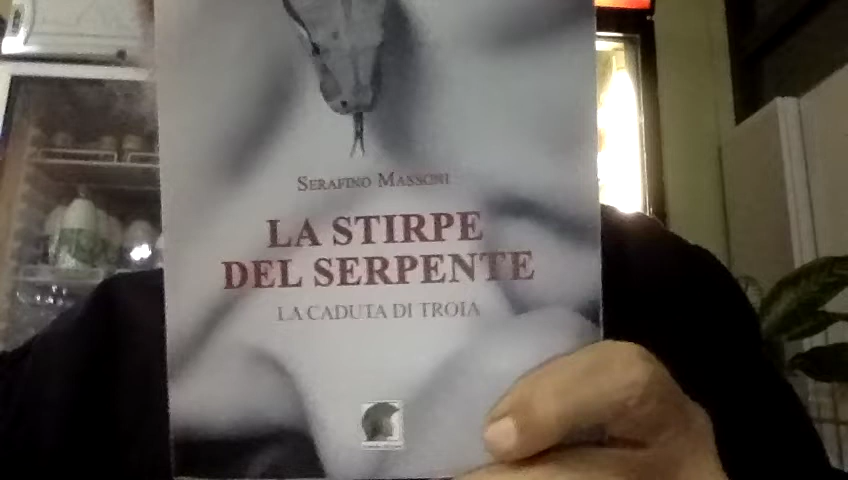 SERAFINO MASSONI
LA STIRPE
DEL SERPENTE
LA CADUTA DI TROIA